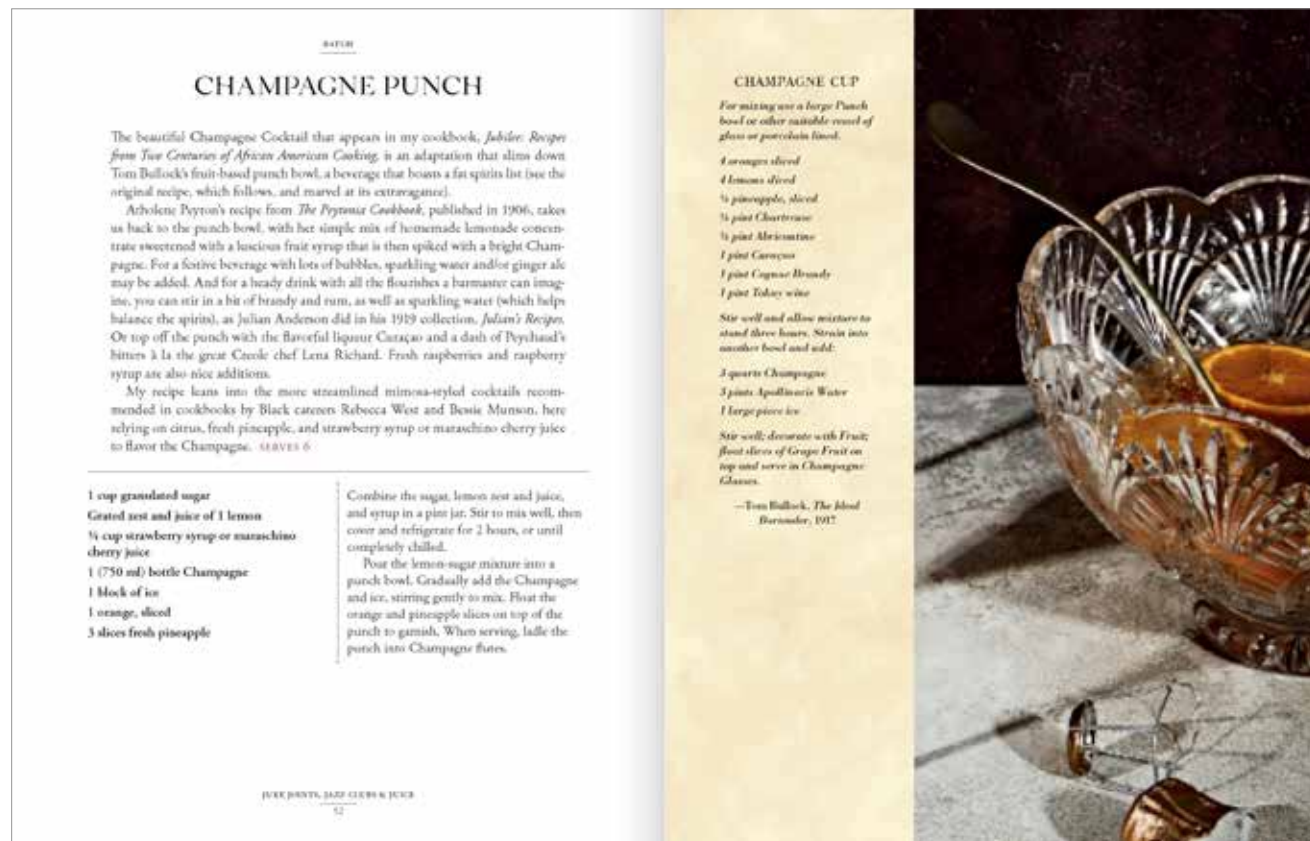 BATCH
CHAMPAGNE PUNCH
The beautiful Champagne Cocktail that appears in my cookbook, Jubilee: Recipes
from Two Centuries of African American Cooking, is an adaptation that slims down
Tom Bullock's fruit-based punch bowl, a beverage that boasts a fat spirits list (see the
original recipe, which follows, and marvel at its extravagance).
Atholene Peyton's recipe from The Peytonia Cookbook, published in 1906, takes
us back to the punch bowl, with her simple mix of homemade lemonade concen-
trate sweetened with a luscious fruit syrup that is then spiked with a bright Cham-
pagne. For a festive beverage with lots of bubbles, sparkling water and/or ginger ale
may be added. And for a heady drink with all the flourishes a barmaster can imag-
ine, you can stir in a bit of brandy and rum, as well as sparkling water (which helps
balance the spirits), as Julian Anderson did in his 1919 collection, Julian's Recipes.
Or top off the punch with the flavorful liqueur Curaçao and a dash of Peychaud's
bitters à la the great Creole chef Lena Richard. Fresh raspberries and raspberry
syrup are also nice additions.
My recipe leans into the more streamlined mimosa-styled cocktails recom-
mended in cookbooks by Black caterers Rebecca West and Bessie Munson, here
relying on citrus, fresh pineapple, and strawberry syrup or maraschino cherry juice
to flavor the Champagne. SERVES 6
1 cup granulated sugar
Grated zest and juice of 1 lemon
cup strawberry syrup or maraschino
cherry juice
1 (750 ml) bottle Champagne
1 block of ice
1 orange, sliced
3 slices fresh pineapple
Combine the sugar, lemon zest and juice,
and syrup in a pint jar. Stir to mix well, then
cover and refrigerate for 2 hours, or until
completely chilled.
Pour the lemon-sugar mixture into a
punch bowl. Gradually add the Champagne
and ice, stirring gently to mix. Float the
orange and pineapple slices on top of the
punch to garnish. When serving, ladle the
punch into Champagne flutes.
JUKE JOINTS, JAZZ CLUBS & JUICE
52
CHAMPAGNE CUP
For mixing use a large Punch
bowl or other suitable vessel of
glass or porcelain lined.
4 oranges sliced
4 lemons sliced
pineapple, sliced
pint Chartreuse
pint Abricontine
1 pint Curaçao
1 pint Cognac Brandy
1 pint Tokay wine
Stir well and allow mixture to
stand three hours. Strain into
another bowl and add:
3 quarts Champagne
3 pints Apollinaris Water
1 large piece ice
Stir well; decorate with Fruit;
float slices of Grape Fruit on
top and serve in Champagne
Glasses.
—Tom Bullock, The Ideal
Bartender, 1917